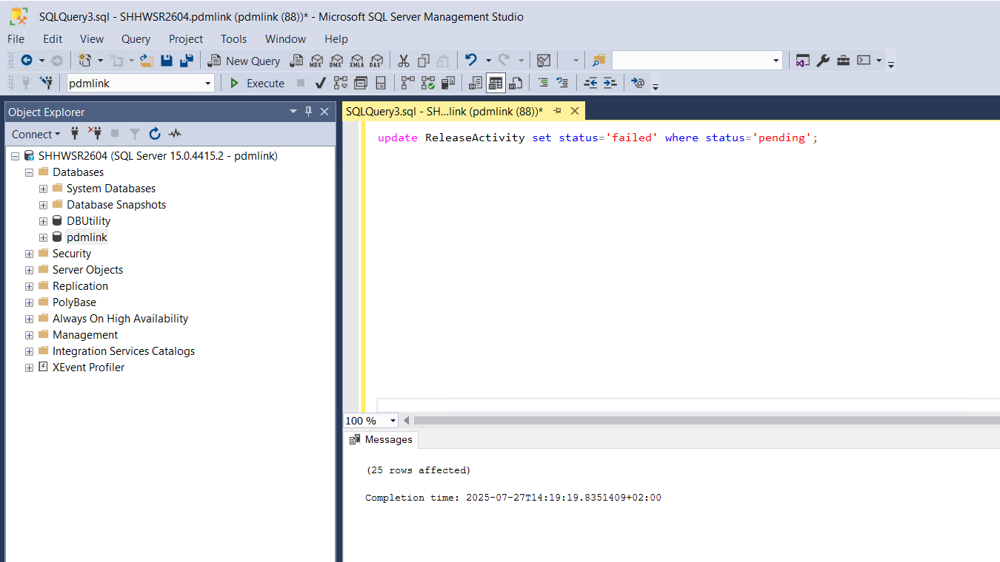 SQLQuery3.sql - SHHWSR2604.pdmlink (pdmlink (88))* - Microsoft SQL Server Management Studio
File Edit View Query Project Tools Window Help
New Query MDX DMX XMLA DAX
pdmlink Execute
Object Explorer
SQLQuery3.sql - SH...link (pdmlink (88))*
Connect
update ReleaseActivity set status='failed' where status='pending';
SHHWSR2604 (SQL Server 15.0.4415.2 - pdmlink)
Databases
System Databases
Database Snapshots
DBUtility
pdmlink
Security
Server Objects
Replication
PolyBase
Always On High Availability
Management
Integration Services Catalogs
XEvent Profiler
100 %
Messages
(25 rows affected)
Completion time: 2025-07-27T14:19:19.8351409+02:00